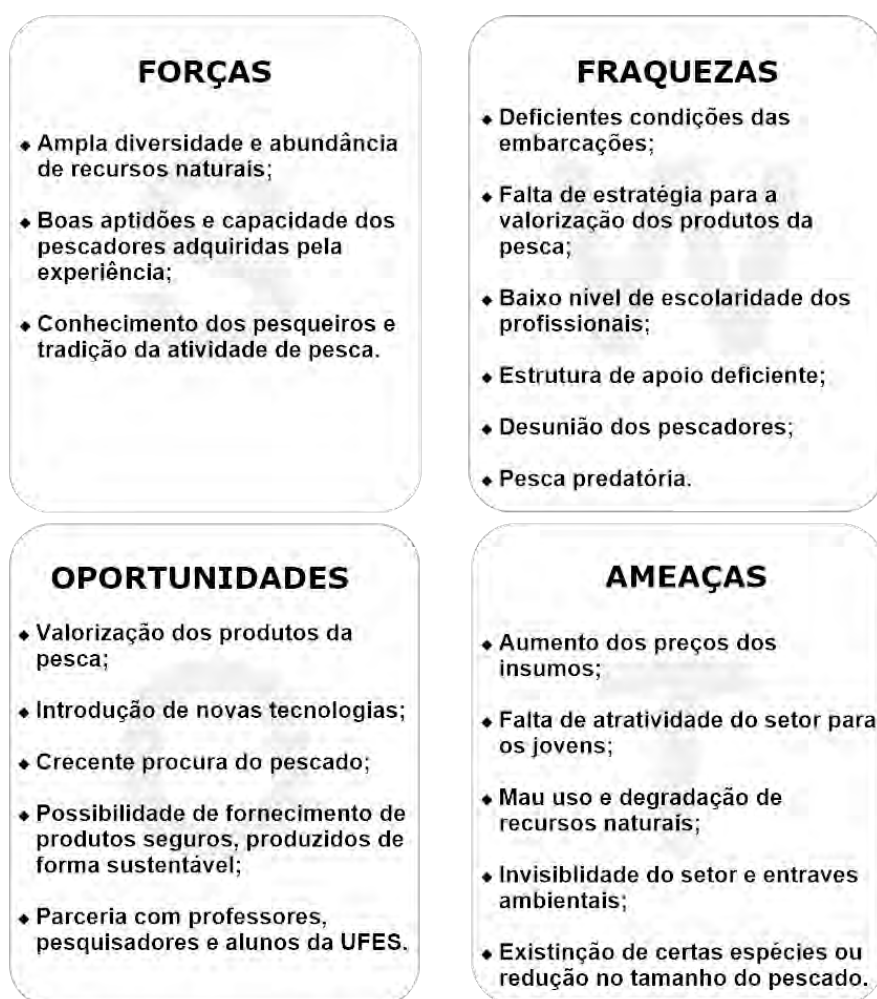 FORÇAS
Ampla diversidade e abundância
de recursos naturais;
Boas aptidões e capacidade dos
pescadores adquiridas pela
experiência;
Conhecimento dos pesqueiros e
tradição da atividade de pesca.
FRAQUEZAS
Deficientes condições das
embarcações;
Falta de estratégia para a
valorização dos produtos da
pesca;
Baixo nível de escolaridade dos
profissionais;
Estrutura de apoio deficiente;
Desunião dos pescadores;
Pesca predatória.
OPORTUNIDADES
Valorização dos produtos da
pesca;
Introdução de novas tecnologias;
Crecente procura do pescado;
Possibilidade de fornecimento de
produtos seguros, produzidos de
forma sustentável;
Parceria com professores,
pesquisadores e alunos da UFES.
AMEAÇAS
Aumento dos preços dos
insumos;
Falta de atratividade do setor para
os jovens;
Mau uso e degradação de
recursos naturais;
Invisiblidade do setor e entraves
ambientais;
Existinção de certas espécies ou
redução no tamanho do pescado.